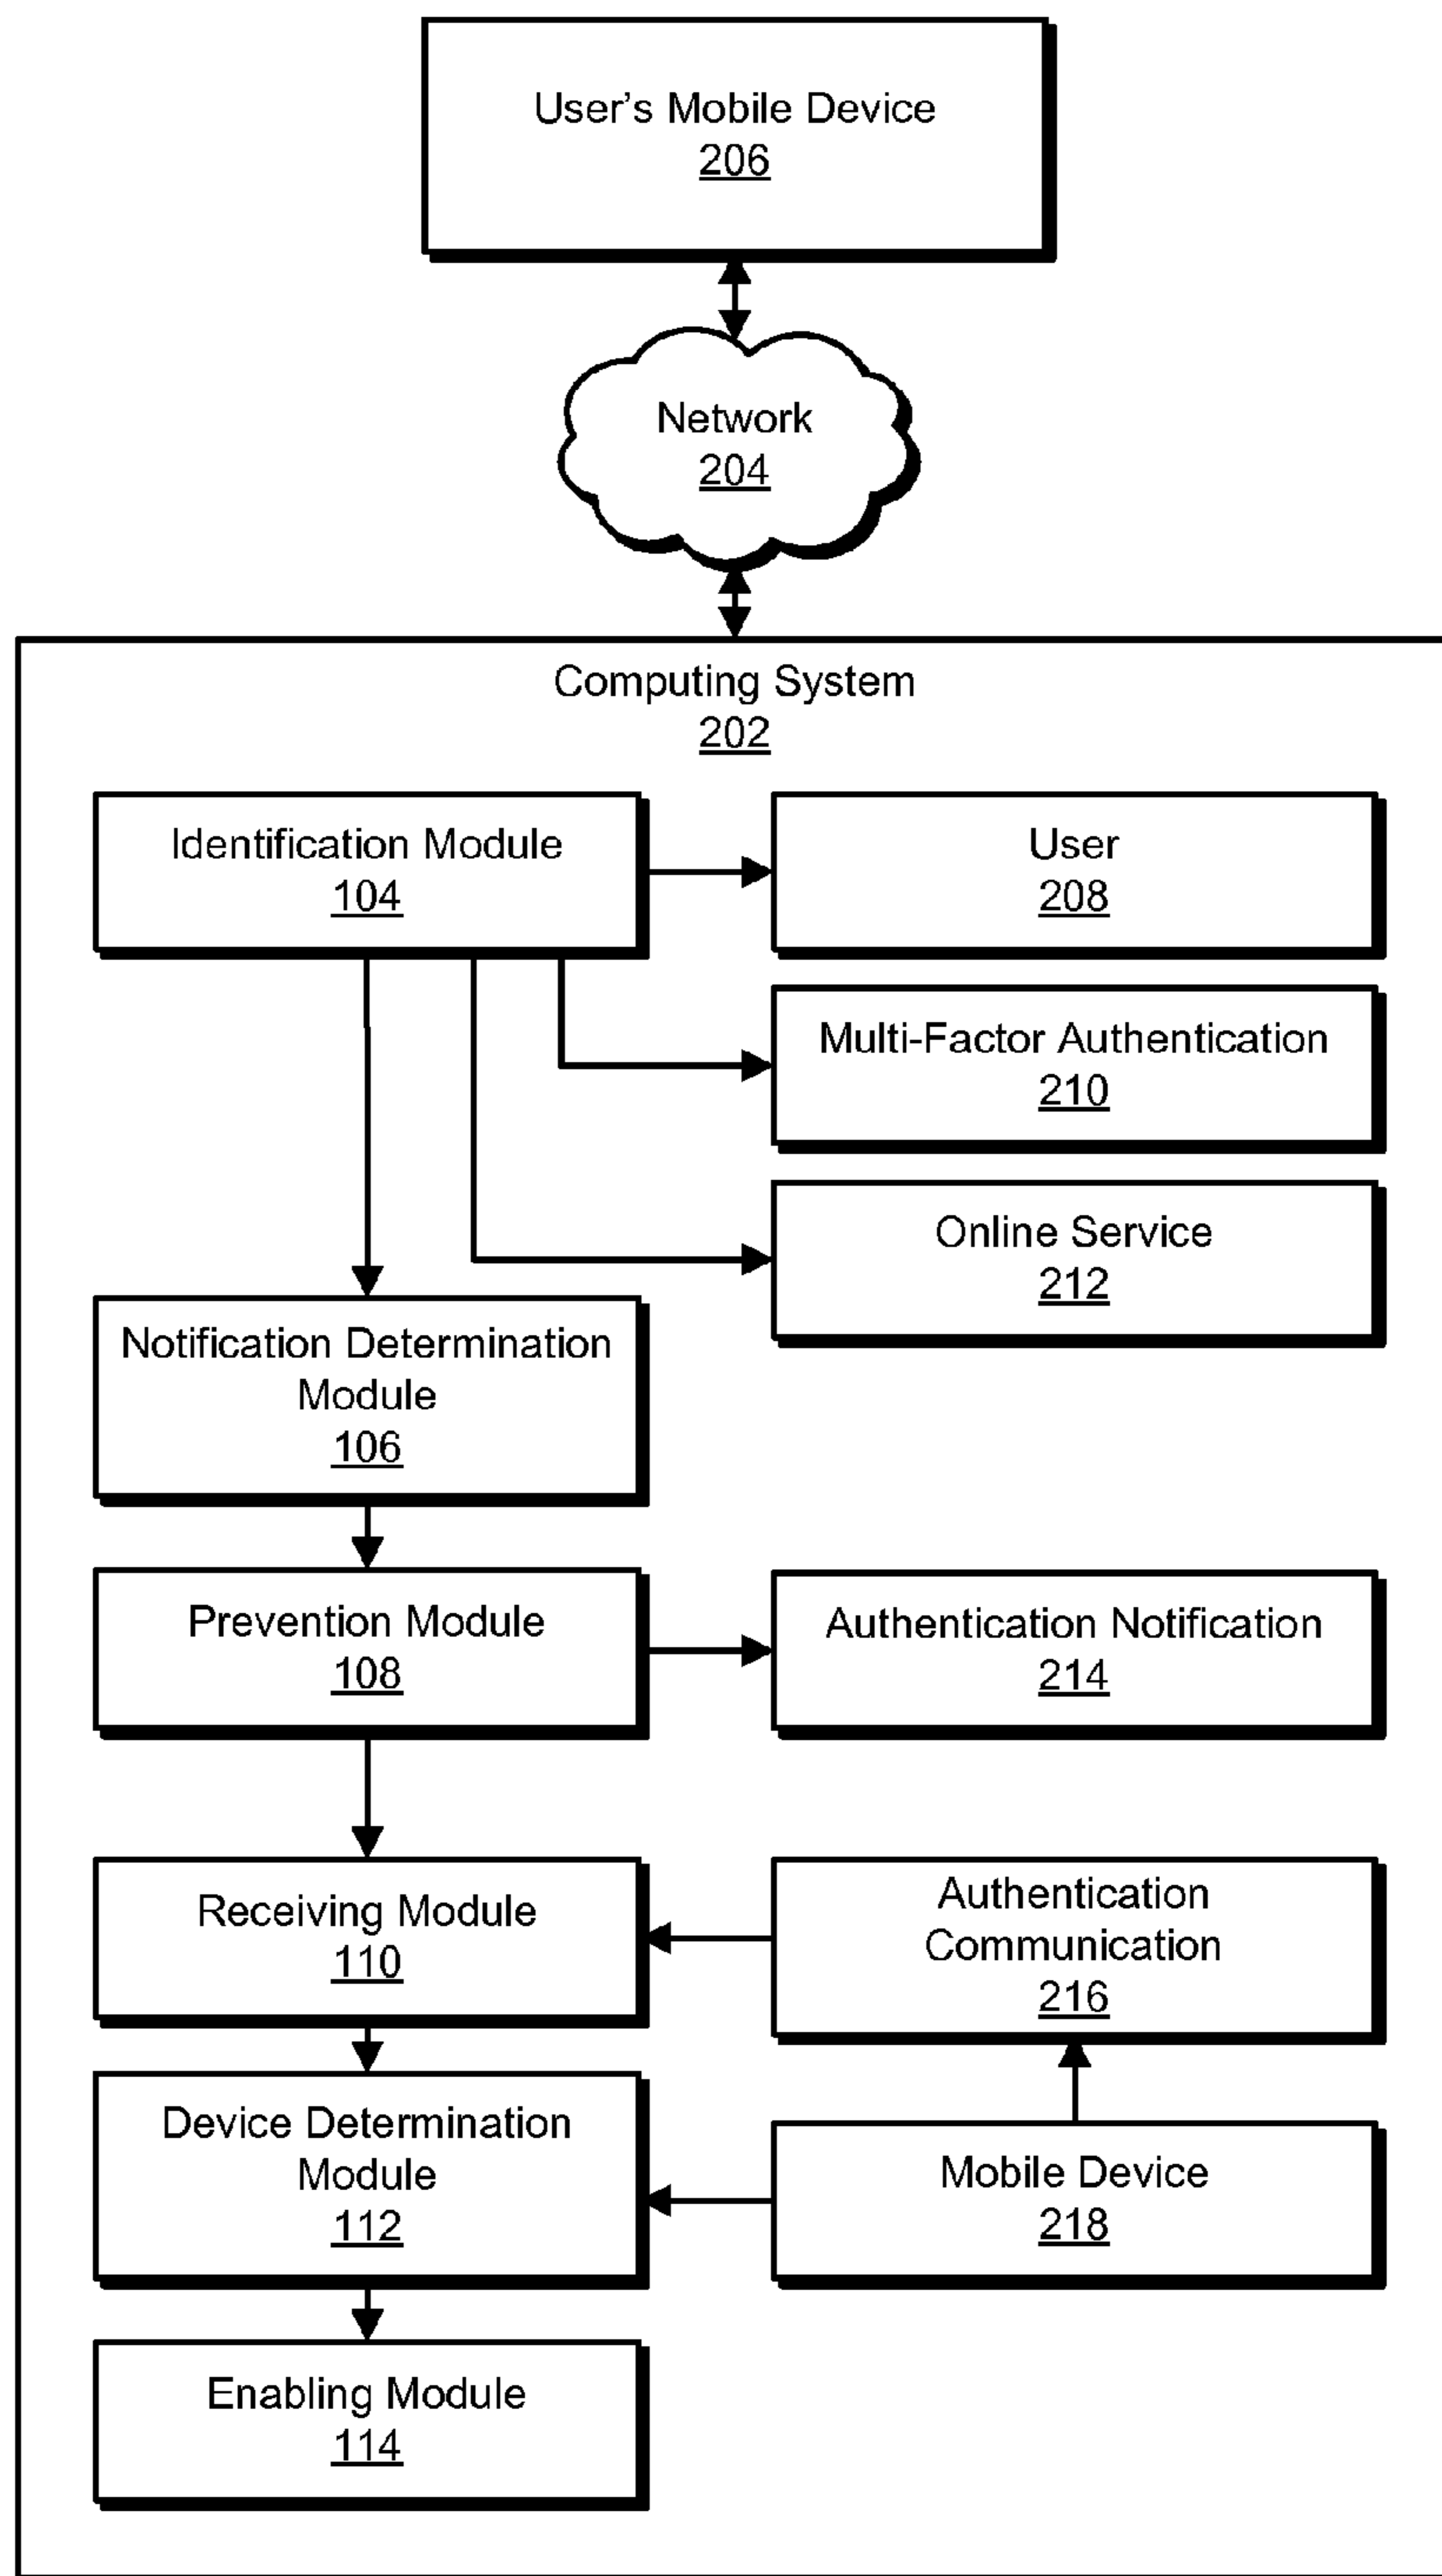 User's Mobile Device
206
Network
204
Computing System
202
Identification Module
104
User
208
Multi-Factor Authentication
210
Online Service
212
Notification Determination
Module
106
Prevention Module
108
Authentication Notification
214
Receiving Module
110
Authentication
Communication
216
Device Determination
Module
112
Mobile Device
218
Enabling Module
114